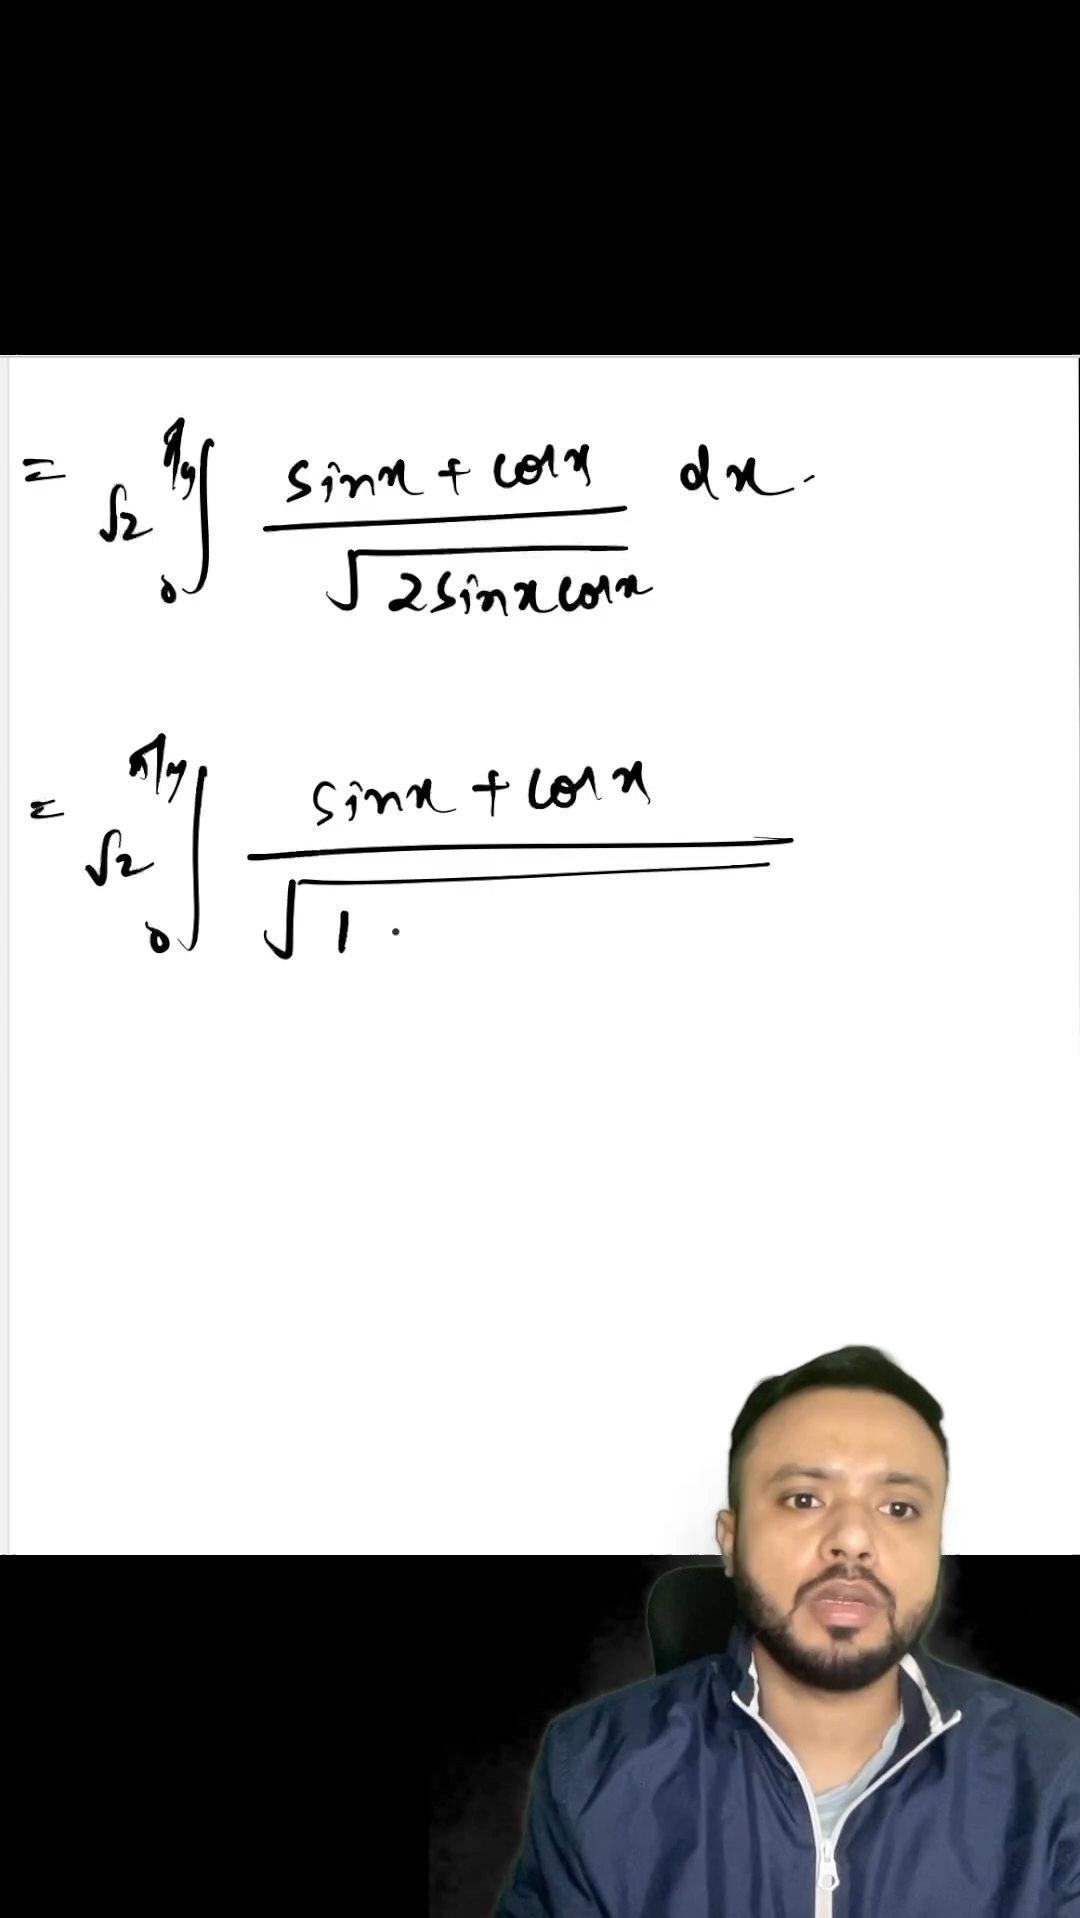 = √2 ∫₀^(π/4) (sinx + cosx) / √(2sinxcosx) dx.
= √2 ∫₀^(π/4) (sinx + cosx) / √(1 .